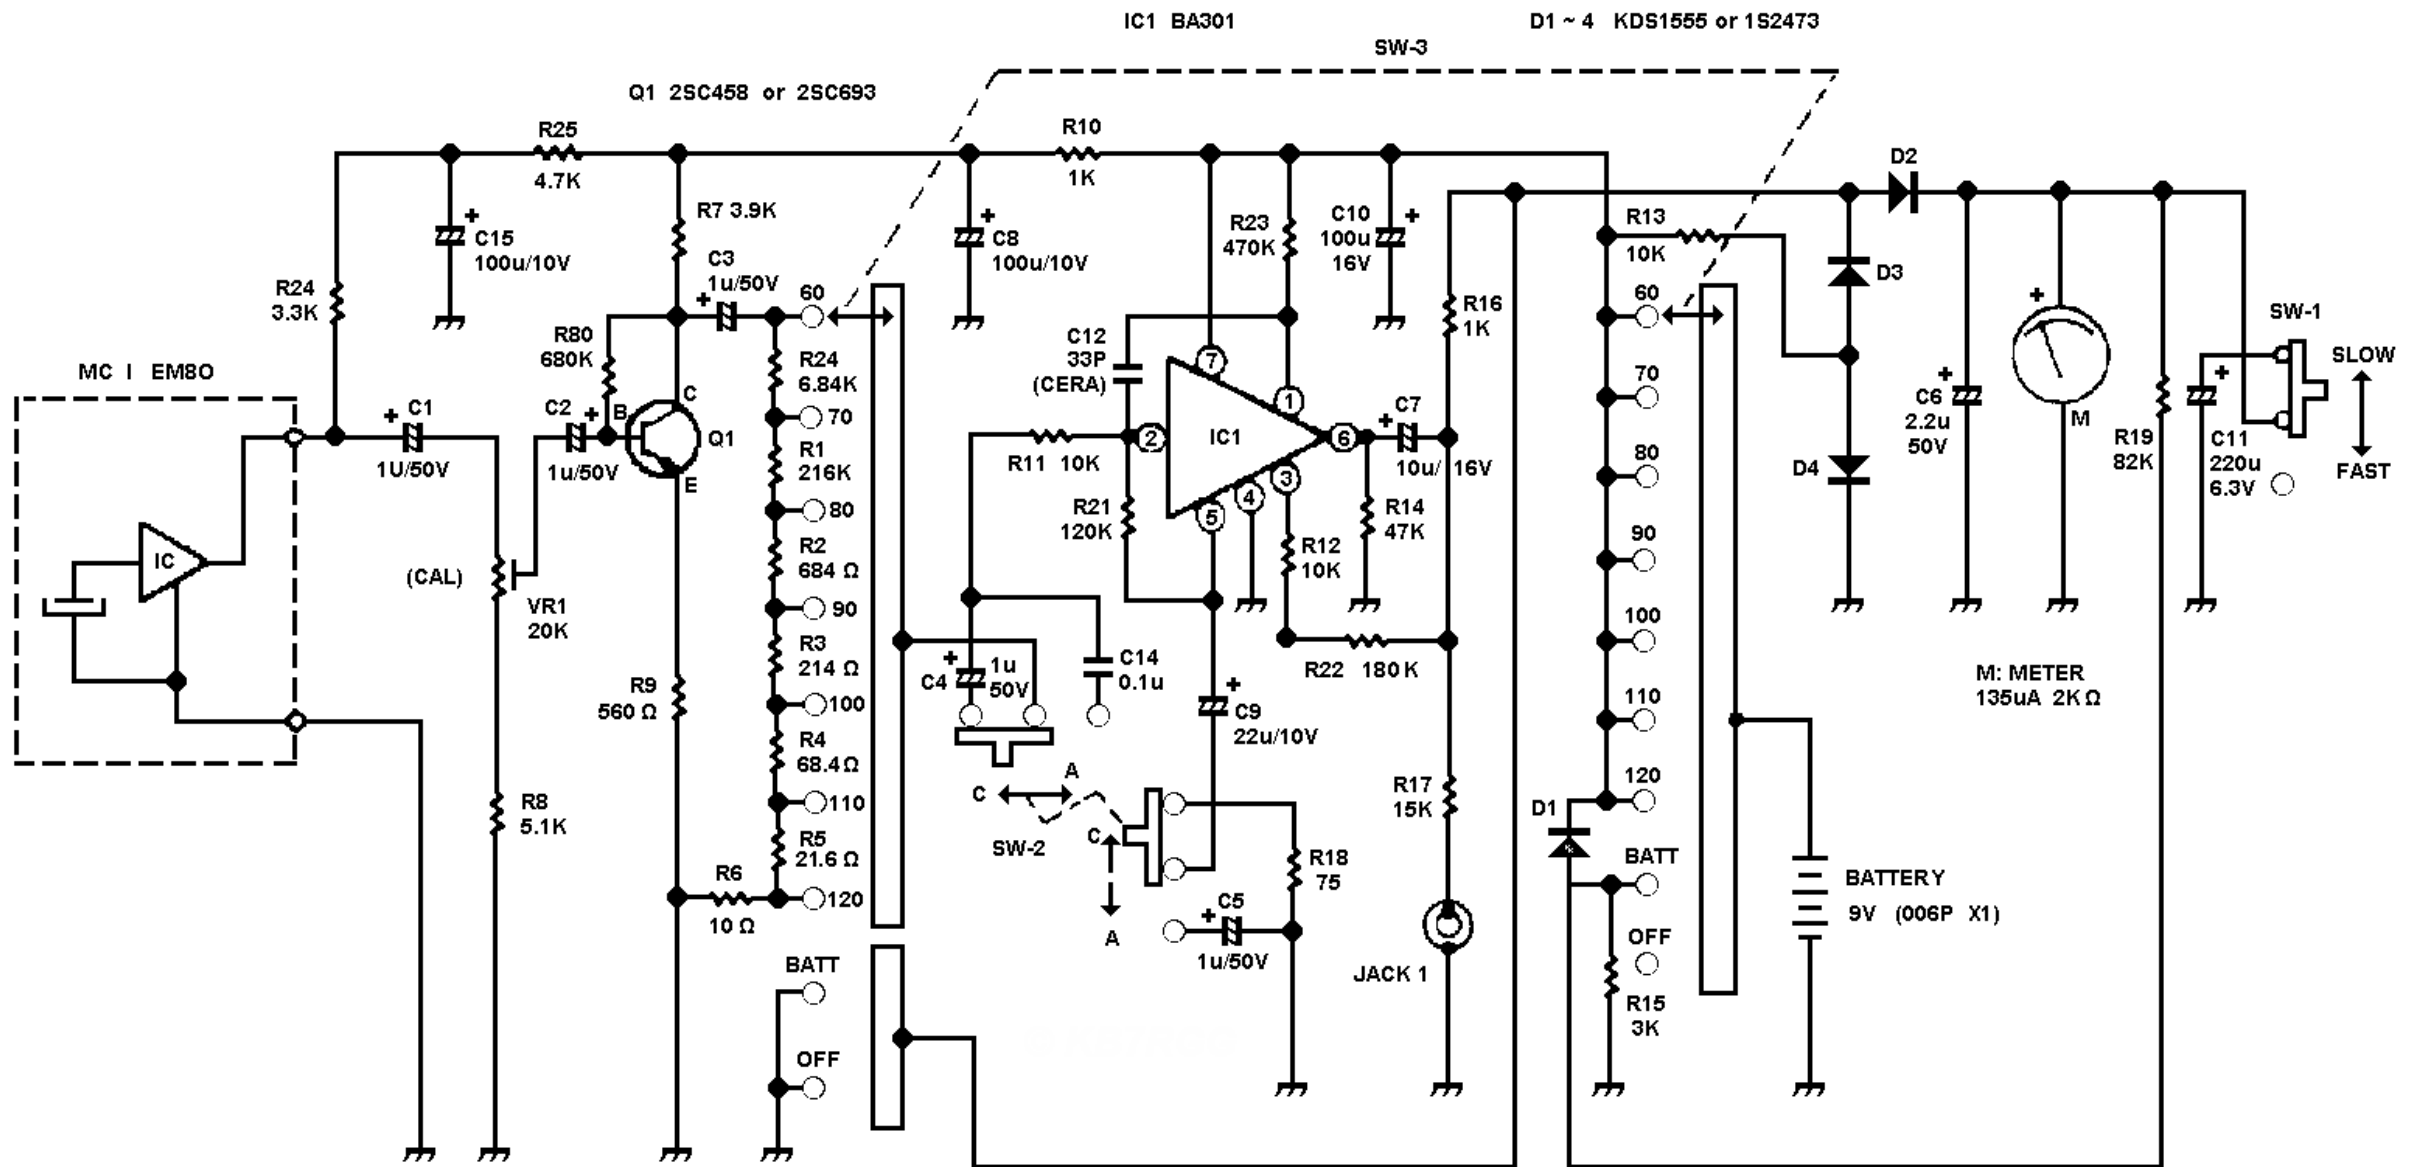 IC1 BA301
D1 ~ 4 KDS1555 or 1S2473
SW-3
Q1 2SC458 or 2SC693
R25
4.7K
R10
1K
D2
R7 3.9K
C15
100u/10V
+
C3
1u/50V
+
C8
100u/10V
+
R23
470K
C10
100u
16V
+
R13
10K
D3
R24
3.3K
60
R16
1K
60
+
SW-1
SLOW
FAST
R80
680K
C12
33P
(CERA)
7
1
2
IC1
6
3
4
5
MC I EM8O
R24
6.84K
70
70
C1
1U/50V
+
C2
1u/50V
+
B
C
E
Q1
C7
10u/ 16V
+
C6
2.2u
50V
+
M
C11
220u
6.3V
+
R19
82K
R1
216K
R11 10K
80
80
D4
R21
120K
R14
47K
R12
10K
IC
(CAL)
VR1
20K
R2
684 Ω
90
90
R3
214 Ω
100
100
C4
1u
50V
+
C14
0.1u
R22 180K
M: METER
135uA 2KΩ
R9
560 Ω
C9
22u/10V
+
110
R4
68.4Ω
110
120
C
A
SW-2
C
A
R17
15K
D1
R8
5.1K
R5
21.6 Ω
R18
75
BATT
BATTERY
9V (006P X1)
R6
10 Ω
120
C5
1u/50V
+
OFF
BATT
JACK 1
R15
3K
OFF